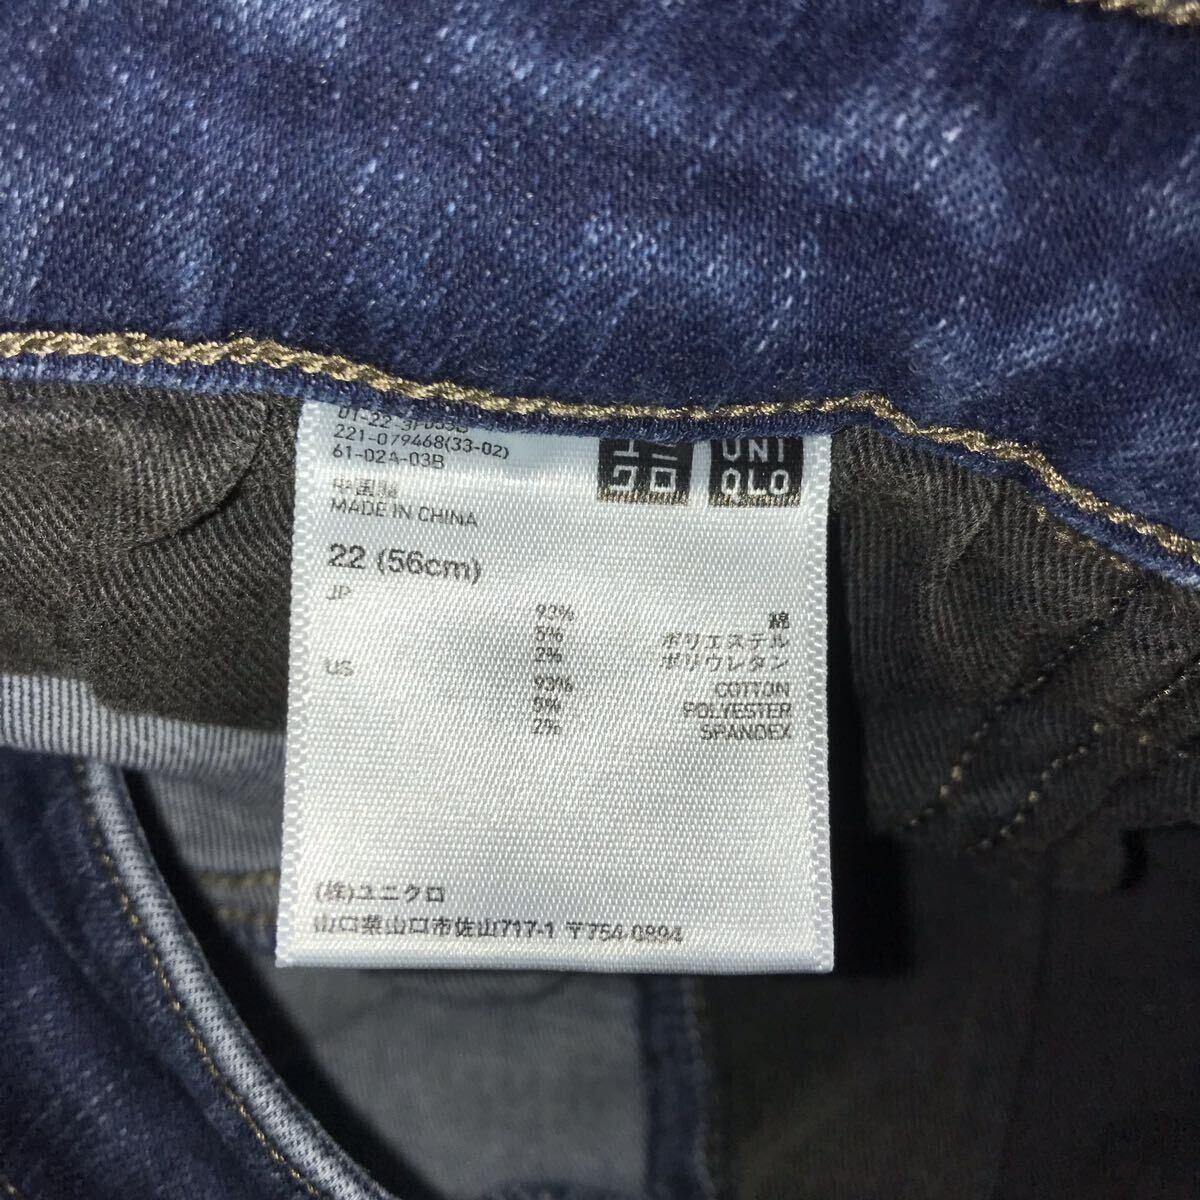 ユニ
クロ
UNI
QLO
221-079468(33-02)
61-02A-03B
中国製
MADE IN CHINA
22 (56cm)
JP
93% 綿
5% ポリエステル
2% ポリウレタン
US
93% COTTON
5% POLYESTER
2% SPANDEX
(株)ユニクロ
山口県山口市佐山717-1 〒754-0894